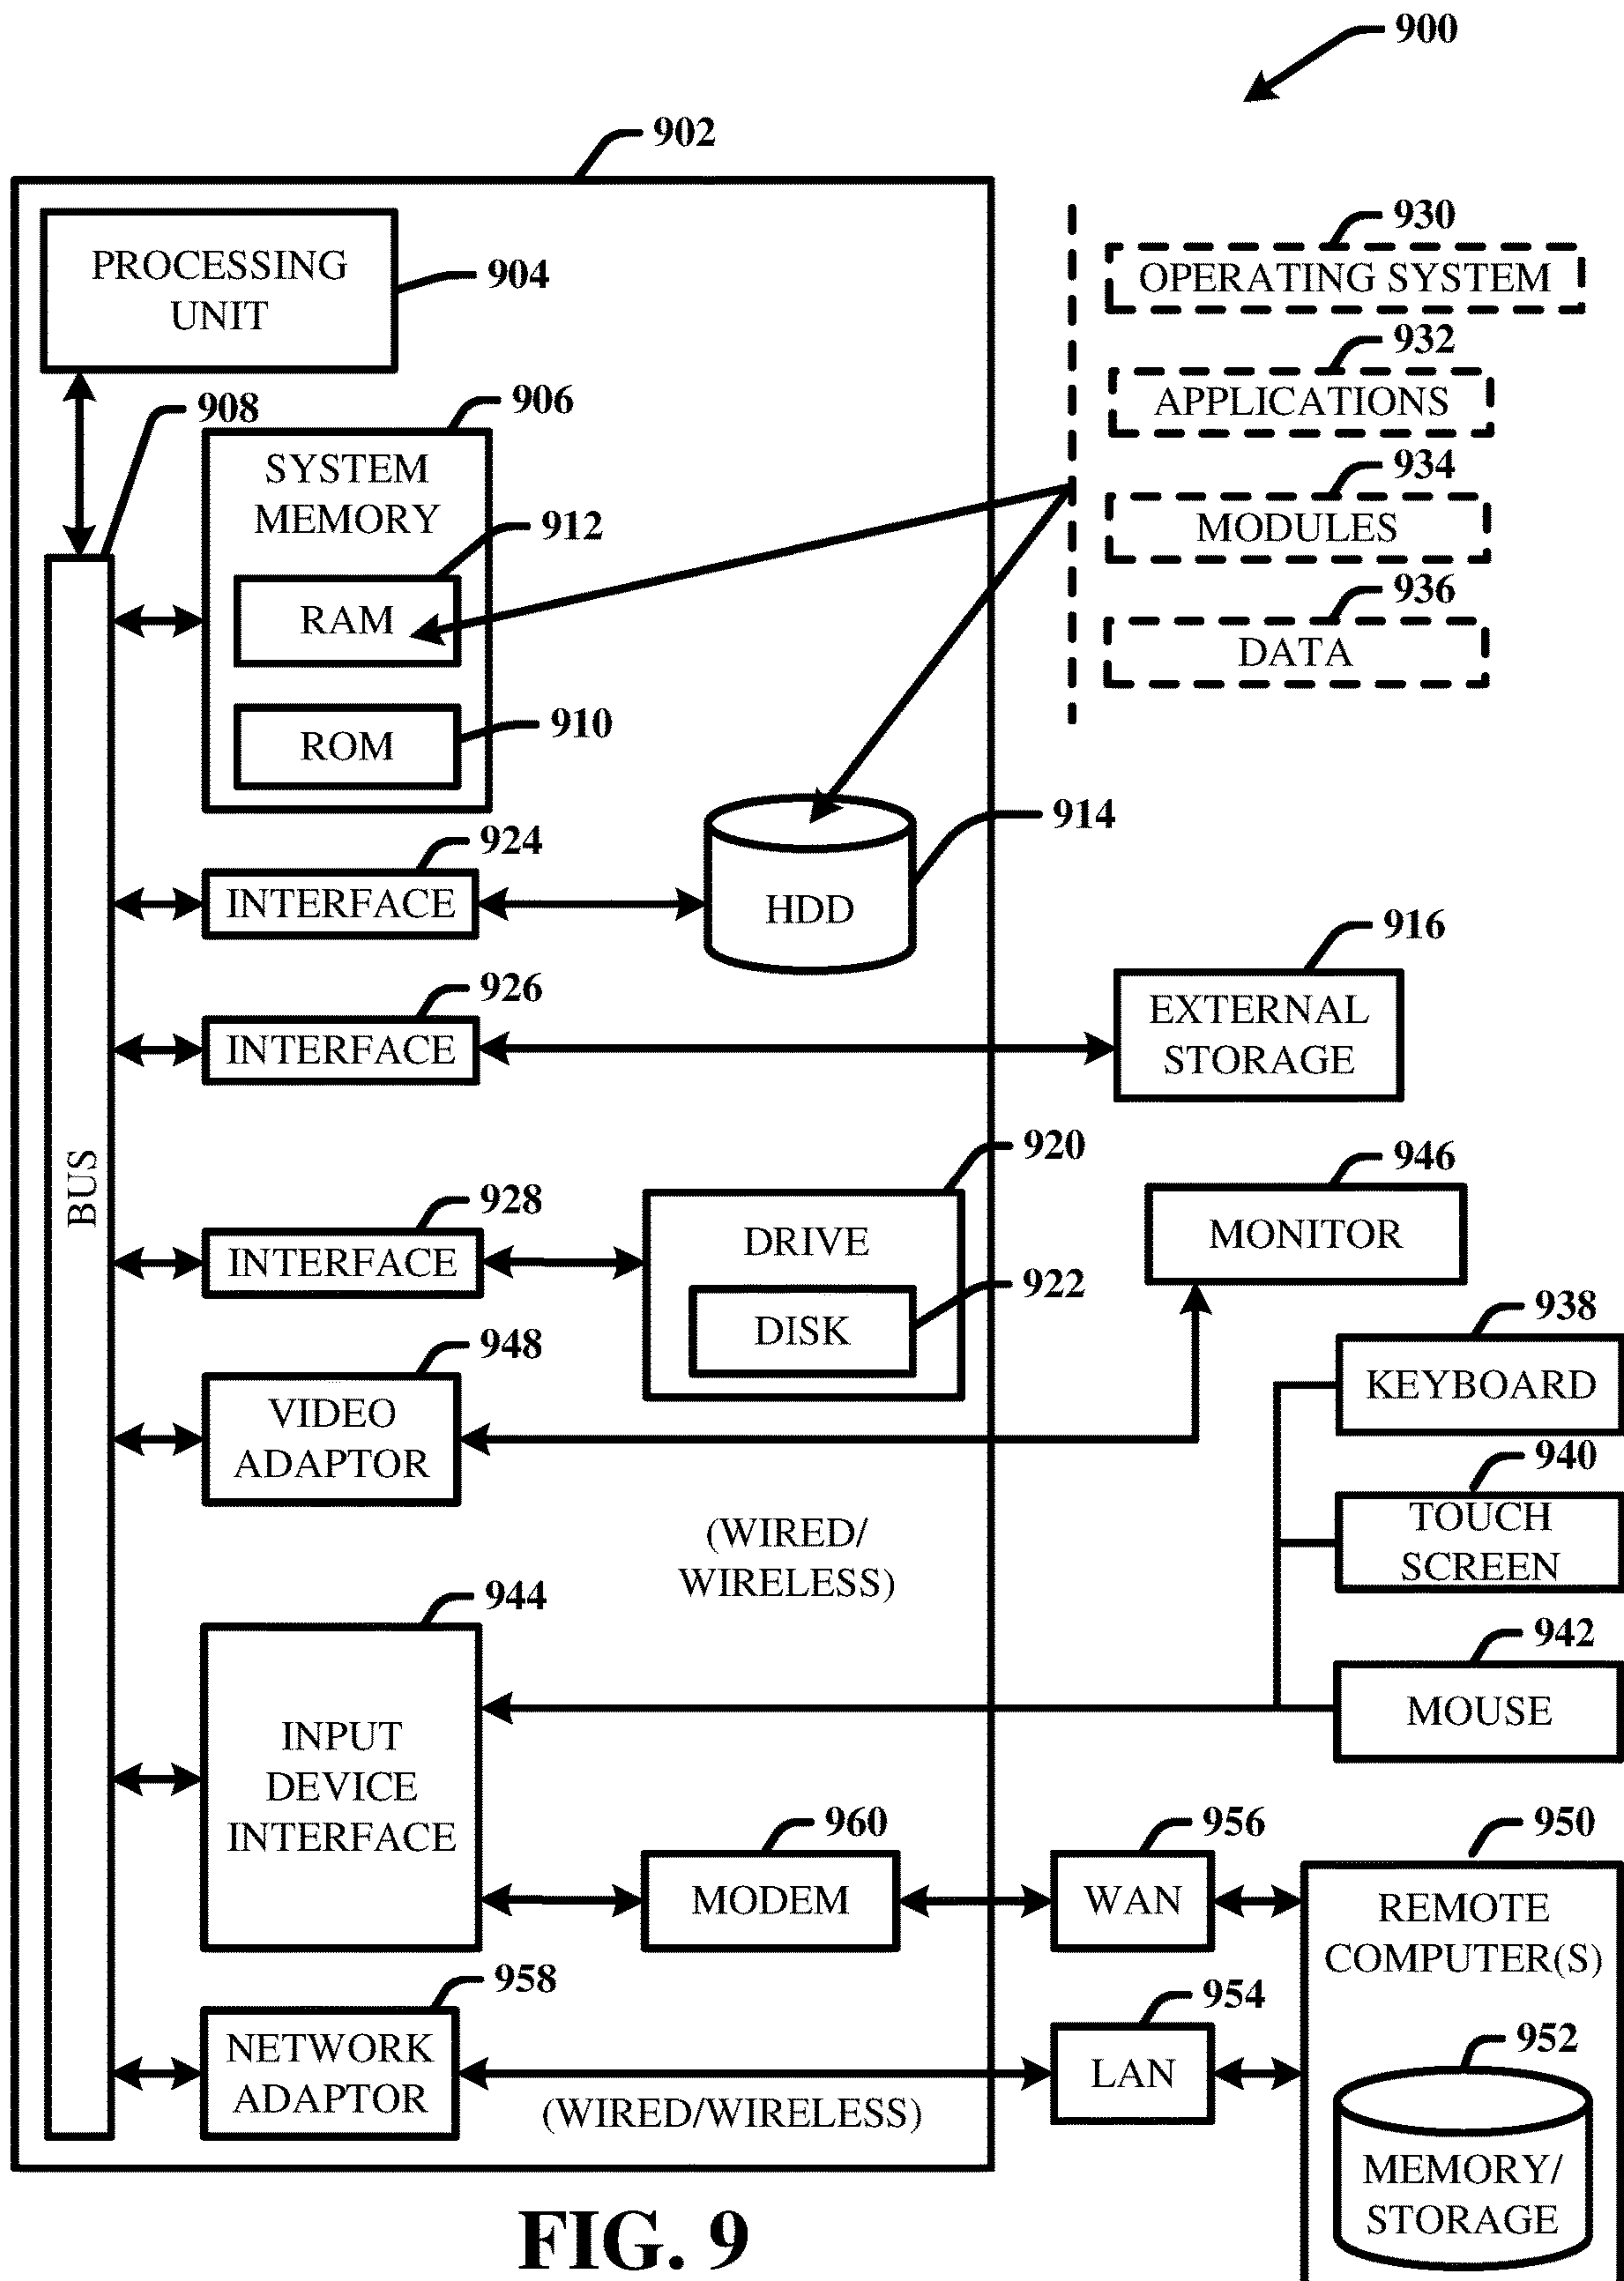 900
902
PROCESSING
UNIT
904
908
906
SYSTEM
MEMORY
912
RAM
910
ROM
930
OPERATING SYSTEM
932
APPLICATIONS
934
MODULES
936
DATA
924
INTERFACE
914
HDD
926
INTERFACE
916
EXTERNAL
STORAGE
BUS
928
INTERFACE
920
DRIVE
922
DISK
946
MONITOR
948
VIDEO
ADAPTOR
938
KEYBOARD
940
TOUCH
SCREEN
(WIRED/
WIRELESS)
942
MOUSE
944
INPUT
DEVICE
INTERFACE
960
MODEM
956
WAN
950
REMOTE
COMPUTER(S)
958
NETWORK
ADAPTOR
(WIRED/WIRELESS)
954
LAN
952
MEMORY/
STORAGE
FIG. 9